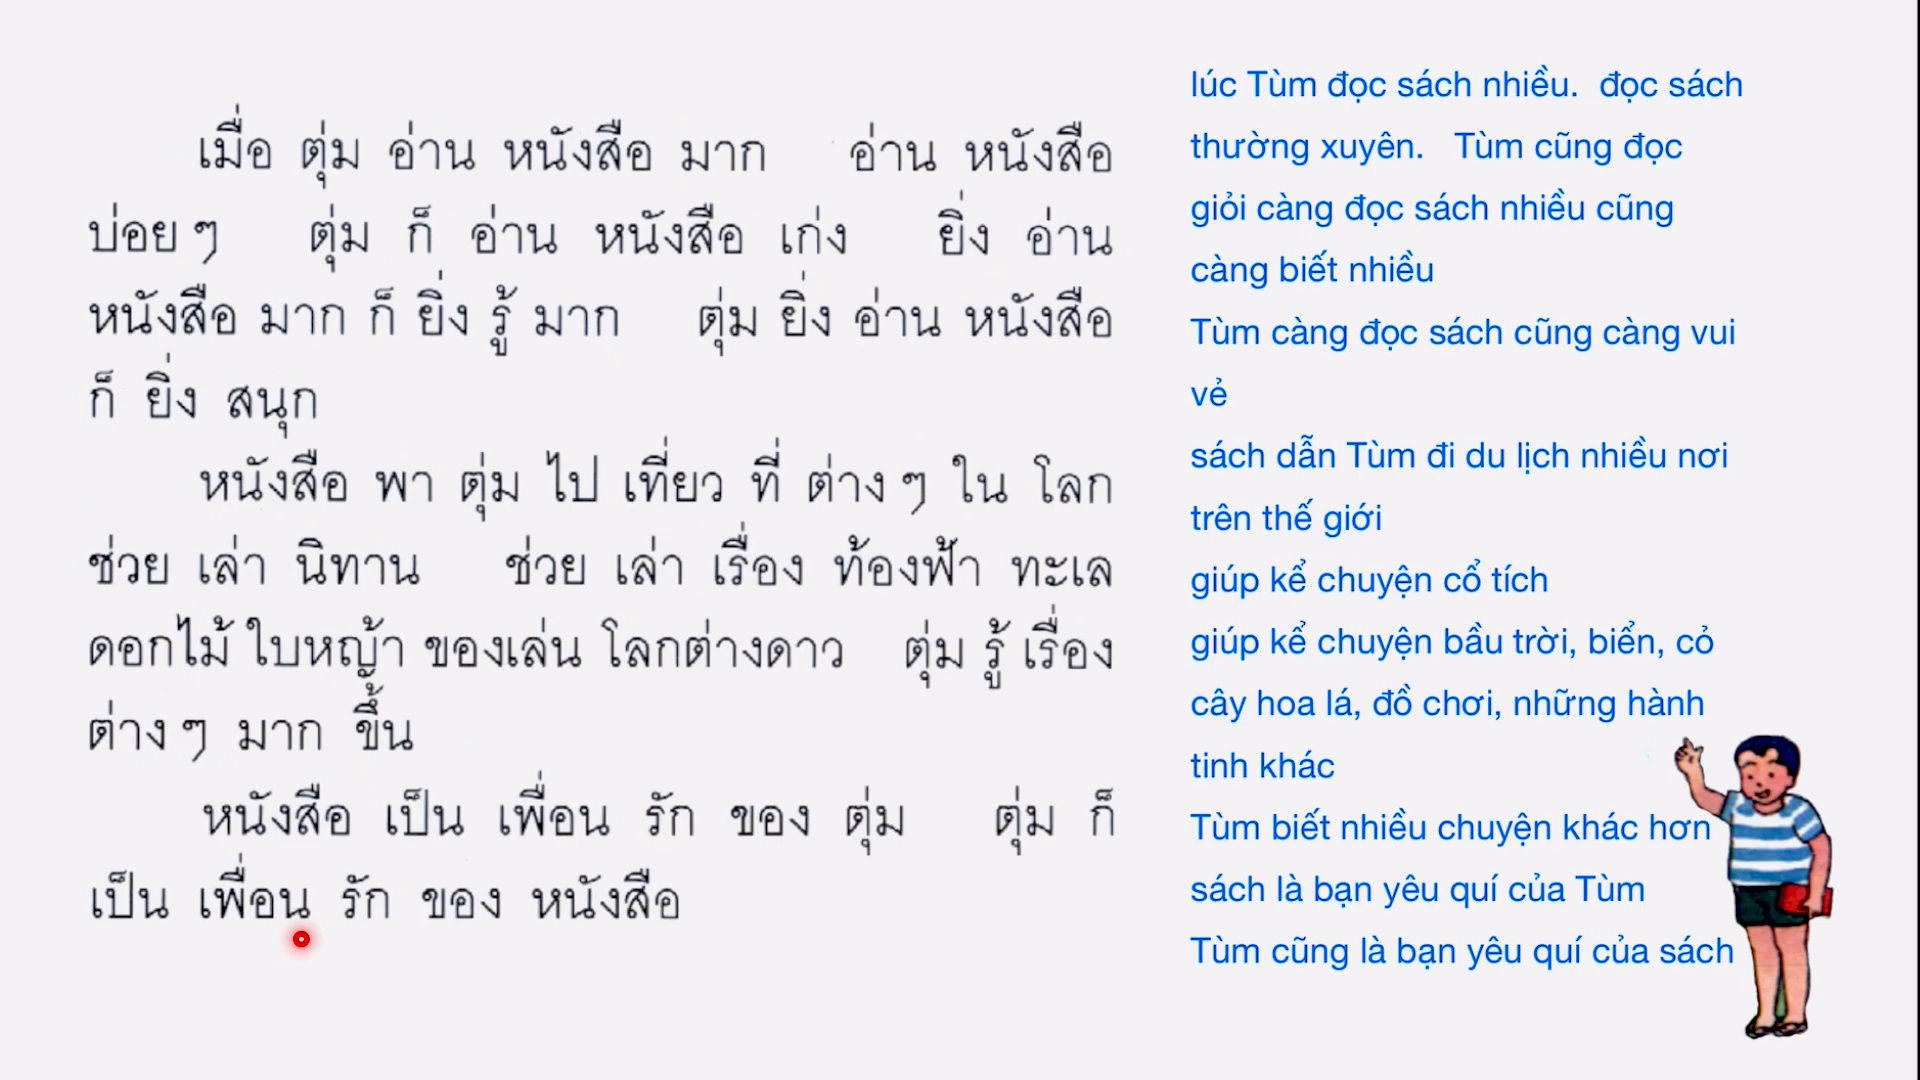 เมื่อ ตุ่ม อ่าน หนังสือ มาก อ่าน หนังสือ
บ่อย ๆ ตุ่ม ก็ อ่าน หนังสือ เก่ง ยิ่ง อ่าน
หนังสือ มาก ก็ ยิ่ง รู้ มาก ตุ่ม ยิ่ง อ่าน หนังสือ
ก็ ยิ่ง สนุก
หนังสือ พา ตุ่ม ไป เที่ยว ที่ ต่าง ๆ ใน โลก
ช่วย เล่า นิทาน ช่วย เล่า เรื่อง ท้องฟ้า ทะเล
ดอกไม้ ใบหญ้า ของเล่น โลกต่างดาว ตุ่ม รู้ เรื่อง
ต่าง ๆ มาก ขึ้น
หนังสือ เป็น เพื่อน รัก ของ ตุ่ม ตุ่ม ก็
เป็น เพื่อน รัก ของ หนังสือ
lúc Tùm đọc sách nhiều. đọc sách
thường xuyên. Tùm cũng đọc
giỏi càng đọc sách nhiều cũng
càng biết nhiều
Tùm càng đọc sách cũng càng vui
vẻ
sách dẫn Tùm đi du lịch nhiều nơi
trên thế giới
giúp kể chuyện cổ tích
giúp kể chuyện bầu trời, biển, cỏ
cây hoa lá, đồ chơi, những hành
tinh khác
Tùm biết nhiều chuyện khác hơn
sách là bạn yêu quí của Tùm
Tùm cũng là bạn yêu quí của sách